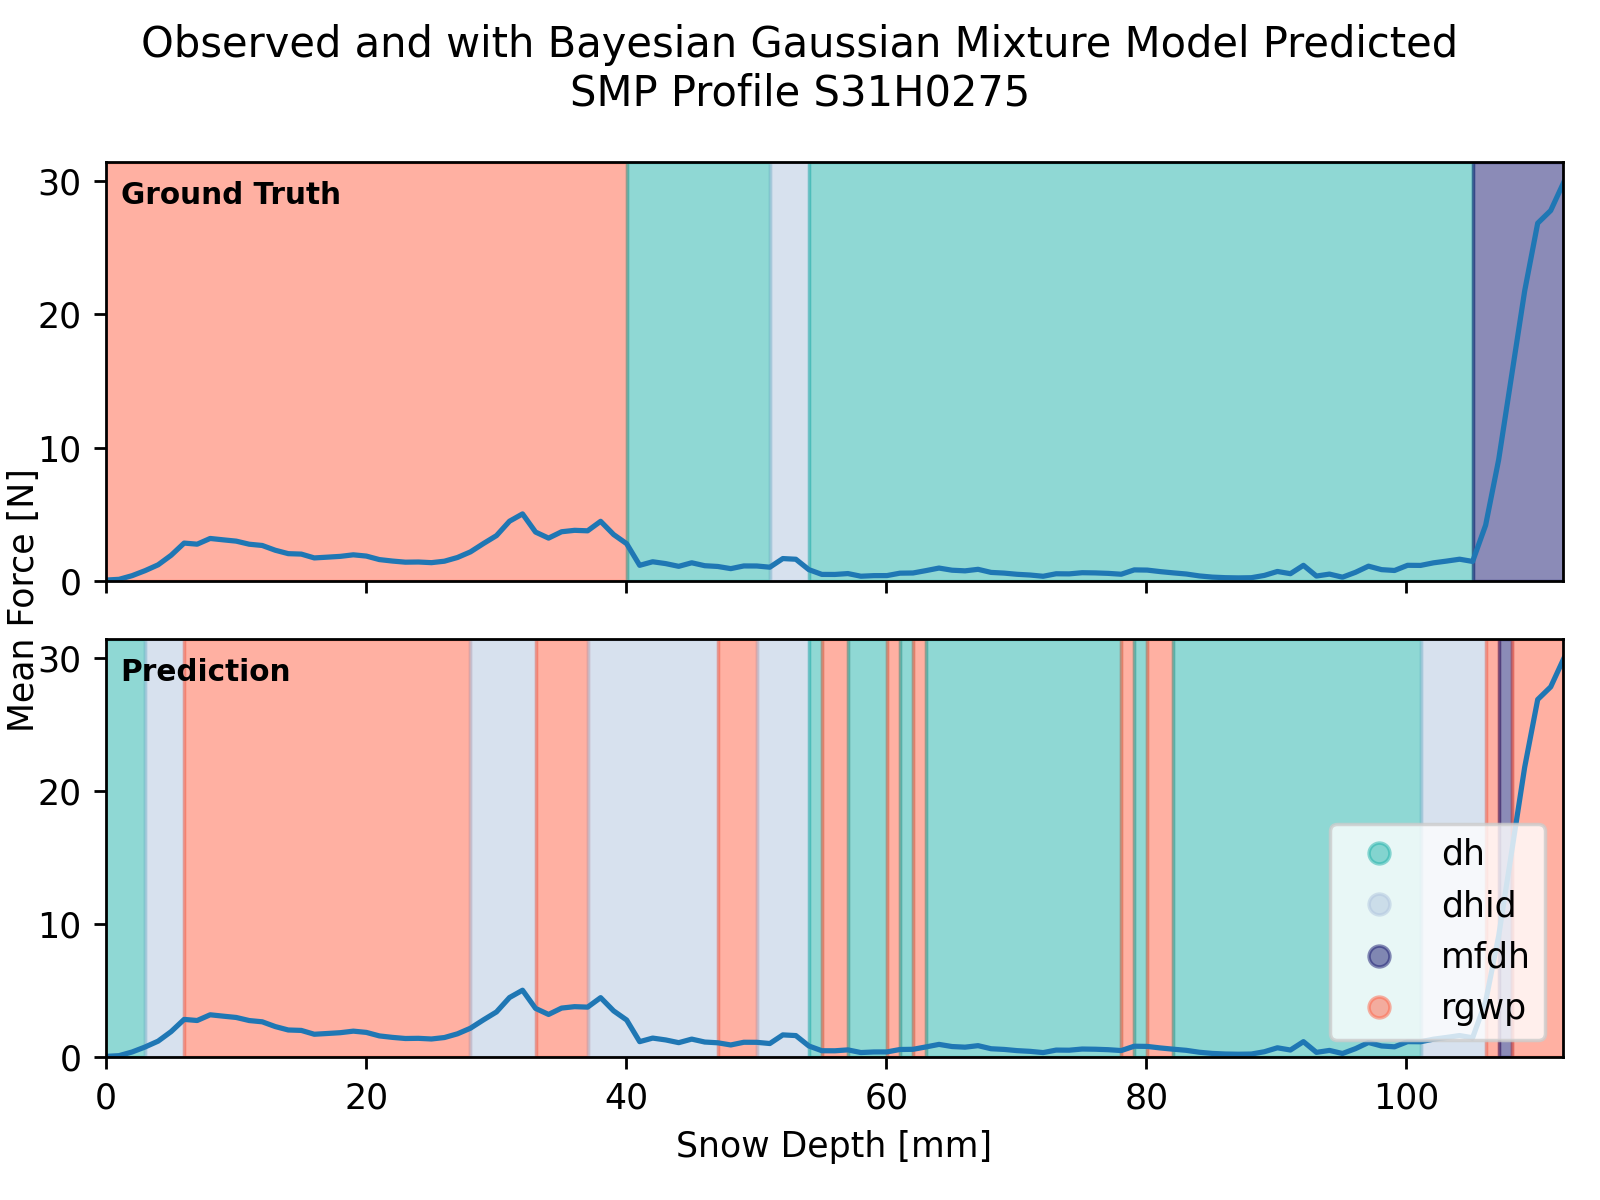 Observed and with Bayesian Gaussian Mixture Model Predicted
SMP Profile S31H0275
Mean Force [N]
30
20
10
0
Ground Truth
30
20
10
0
Prediction
dh
dhid
mfdh
rgwp
0 20 40 60 80 100
Snow Depth [mm]